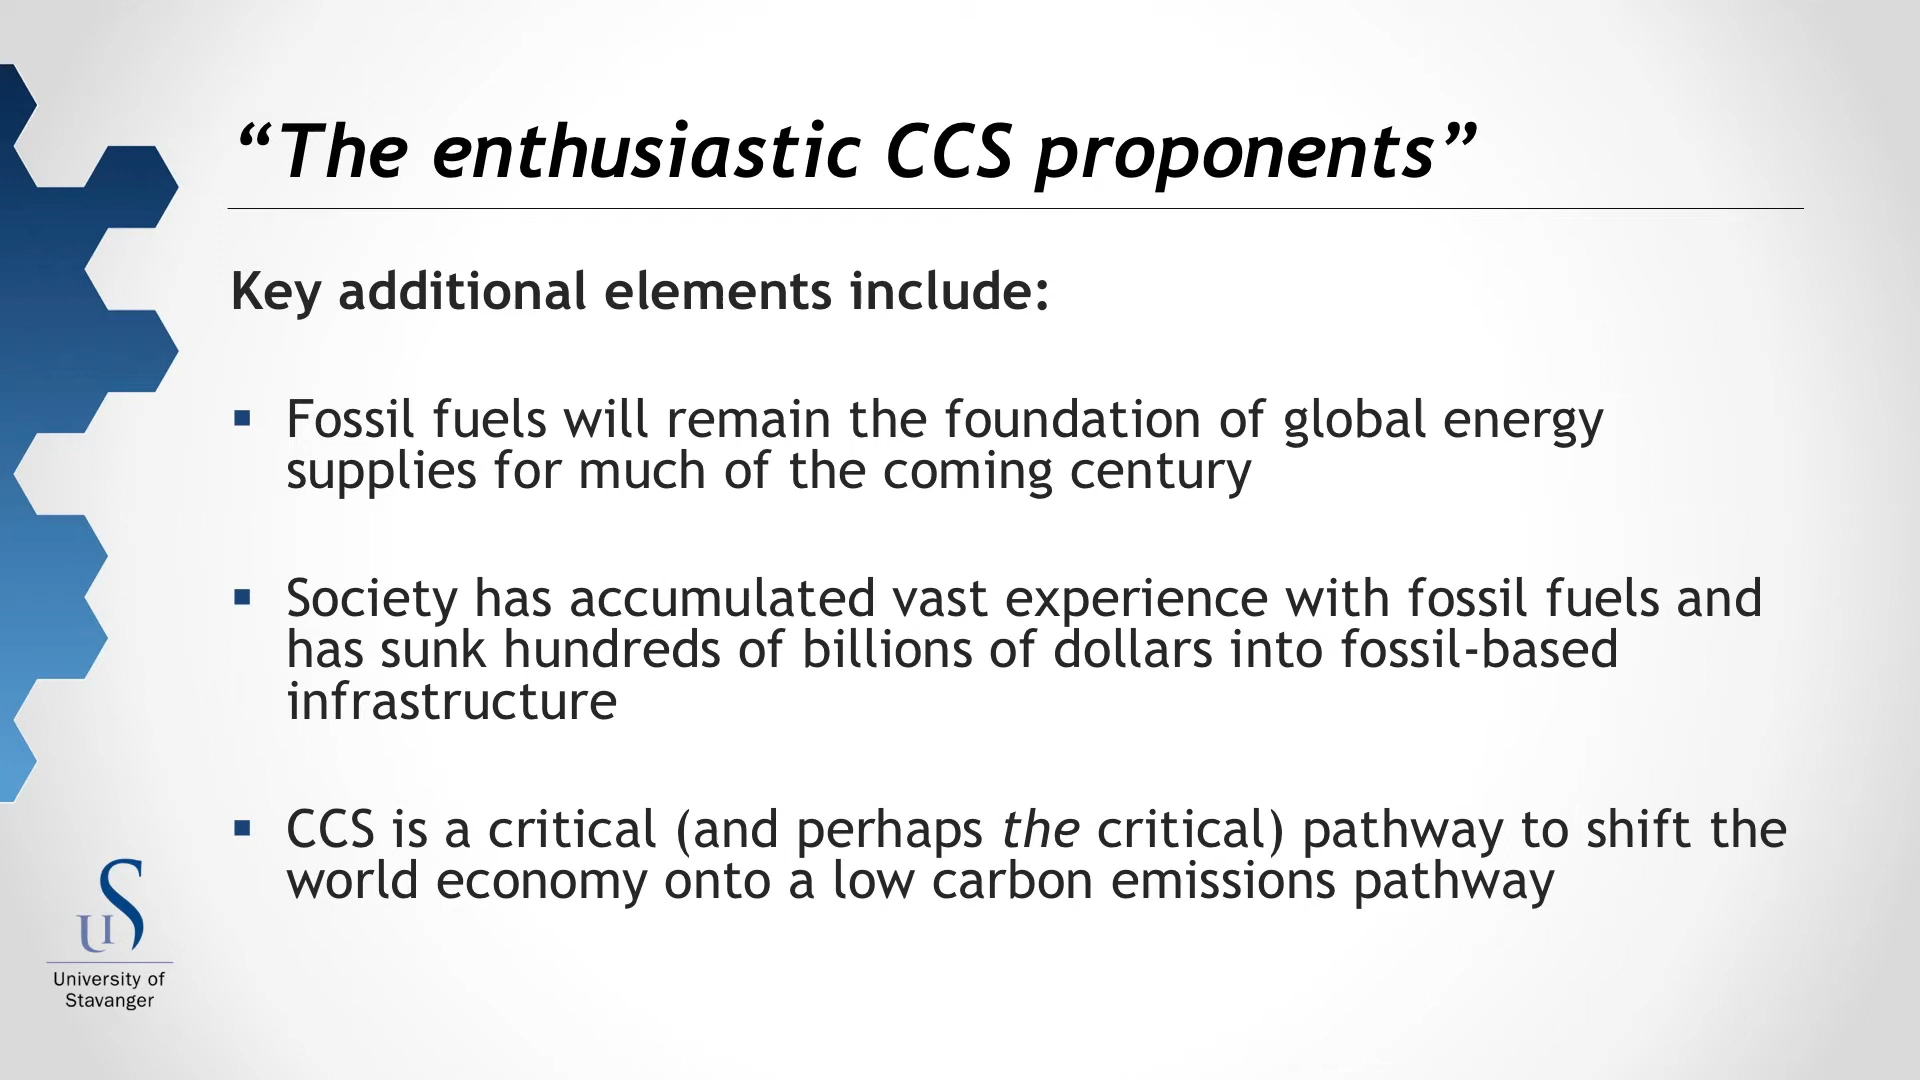 “The enthusiastic CCS proponents”
Key additional elements include:
▪ Fossil fuels will remain the foundation of global energy
supplies for much of the coming century
▪ Society has accumulated vast experience with fossil fuels and
has sunk hundreds of billions of dollars into fossil-based
infrastructure
▪ CCS is a critical (and perhaps the critical) pathway to shift the
world economy onto a low carbon emissions pathway
UiS
University of
Stavanger